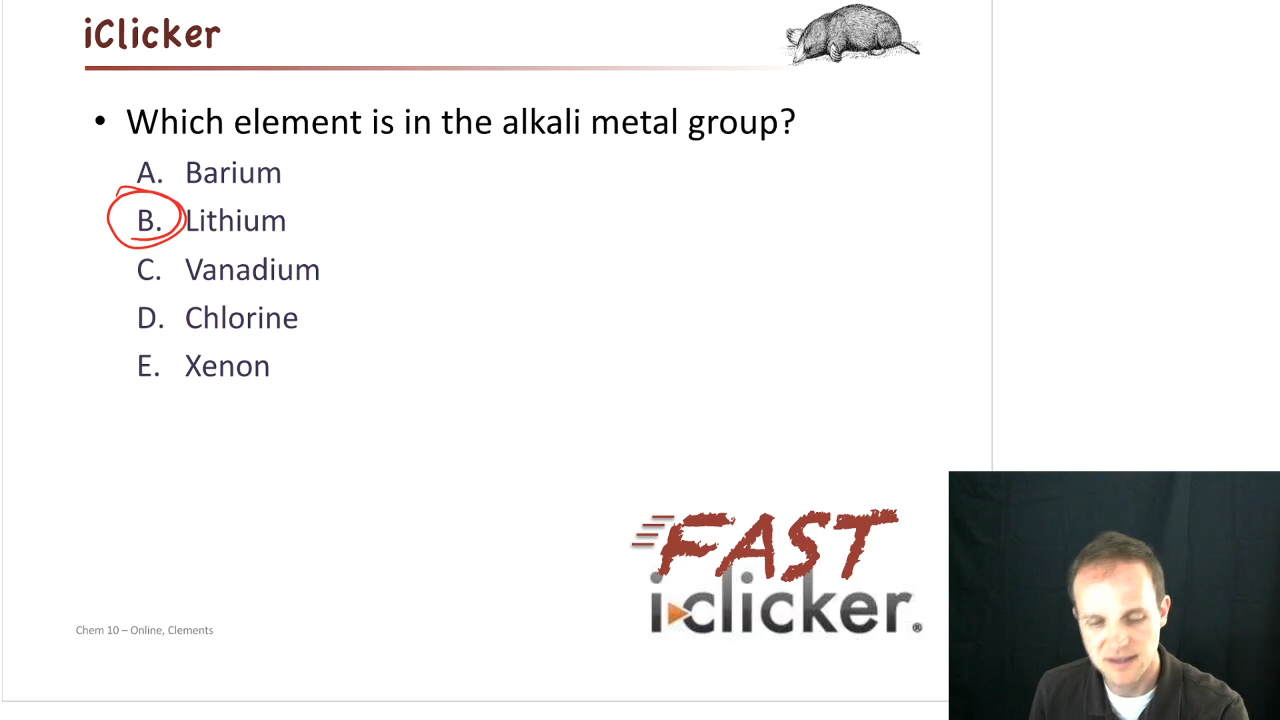 iClicker
• Which element is in the alkali metal group?
A. Barium
B. Lithium
C. Vanadium
D. Chlorine
E. Xenon
FAST
i>clicker®
Chem 10 – Online, Clements